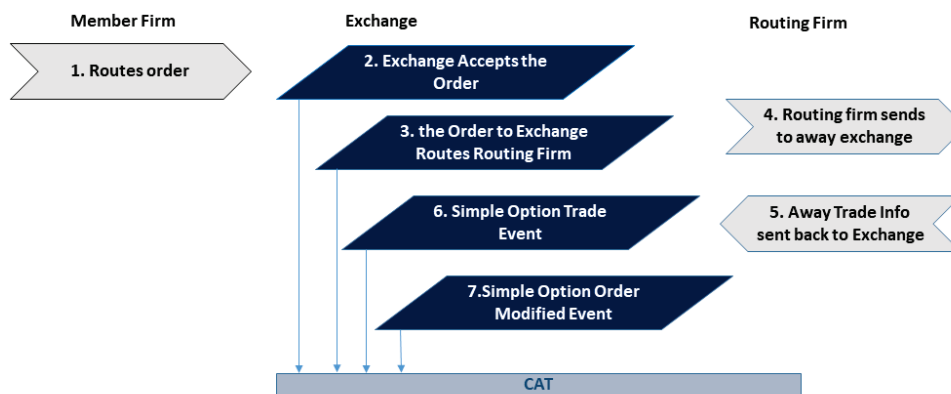 Member Firm
Exchange
Routing Firm
1. Routes order
2. Exchange Accepts the
Order
3. the Order to Exchange
Routes Routing Firm
4. Routing firm sends
to away exchange
6. Simple Option Trade
Event
5. Away Trade Info
sent back to Exchange
7.Simple Option Order
Modified Event
CAT